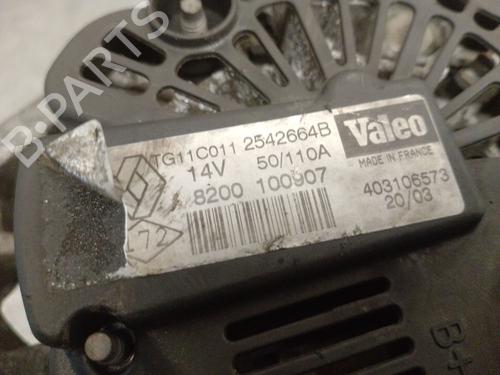 B-PARTS
TG11C011 2542664B
14V 50/110A
8200 100907
L72
Valeo
MADE IN FRANCE
403106573
20/03
B+